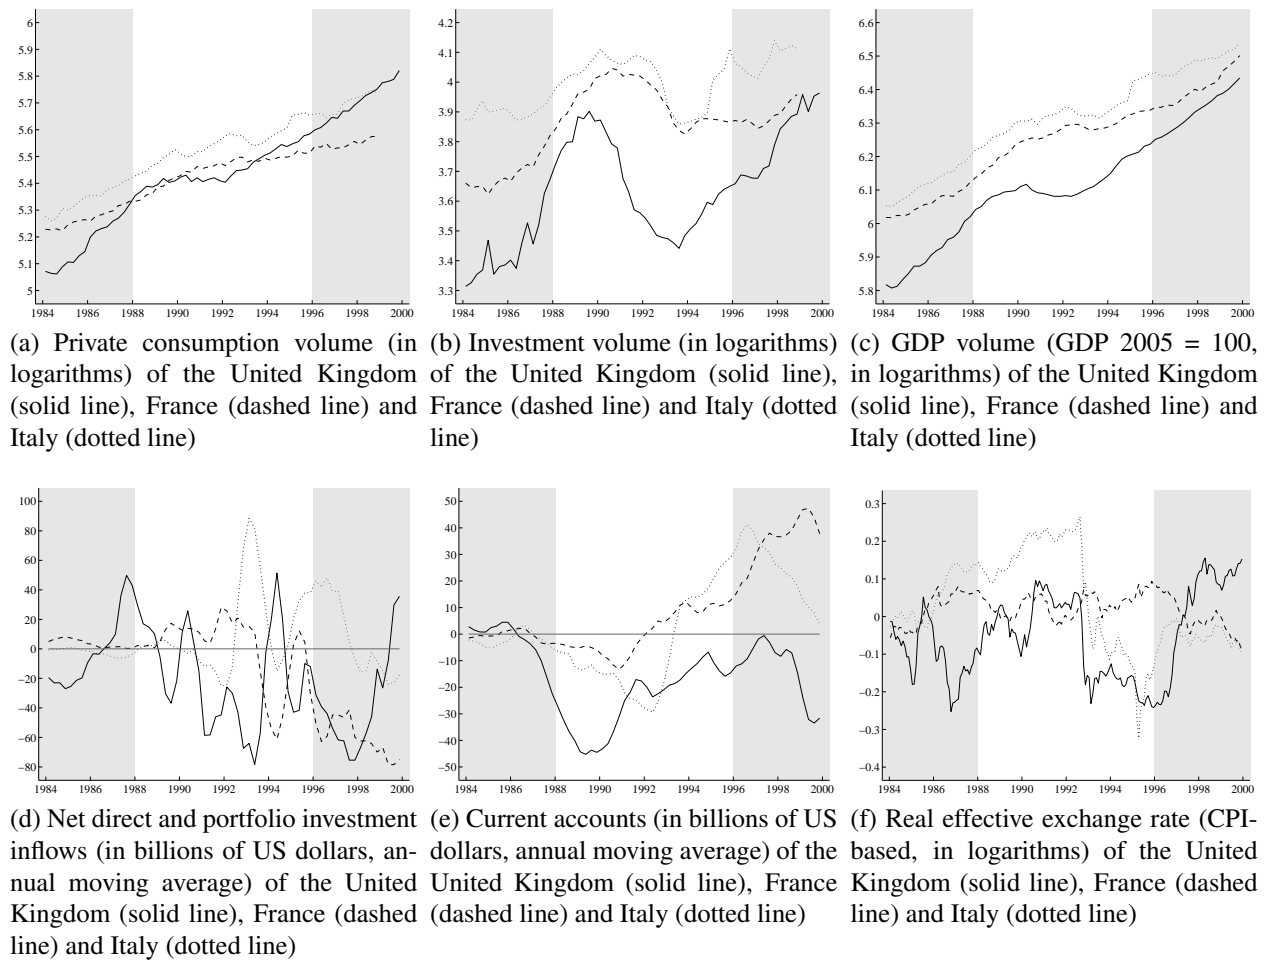 6
5.9
5.8
5.7
5.6
5.5
5.4
5.3
5.2
5.1
5
1984 1986 1988 1990 1992 1994 1996 1998 2000
(a) Private consumption volume (in
logarithms) of the United Kingdom
(solid line), France (dashed line) and
Italy (dotted line)
4.2
4.1
4
3.9
3.8
3.7
3.6
3.5
3.4
3.3
1984 1986 1988 1990 1992 1994 1996 1998 2000
(b) Investment volume (in logarithms)
of the United Kingdom (solid line),
France (dashed line) and Italy (dotted
line)
6.6
6.5
6.4
6.3
6.2
6.1
6
5.9
5.8
1984 1986 1988 1990 1992 1994 1996 1998 2000
(c) GDP volume (GDP 2005 = 100,
in logarithms) of the United Kingdom
(solid line), France (dashed line) and
Italy (dotted line)
100
80
60
40
20
0
−20
−40
−60
−80
1984 1986 1988 1990 1992 1994 1996 1998 2000
(d) Net direct and portfolio investment
inflows (in billions of US dollars, an-
nual moving average) of the United
Kingdom (solid line), France (dashed
line) and Italy (dotted line)
50
40
30
20
10
0
−10
−20
−30
−40
−50
1984 1986 1988 1990 1992 1994 1996 1998 2000
(e) Current accounts (in billions of US
dollars, annual moving average) of the
United Kingdom (solid line), France
(dashed line) and Italy (dotted line)
0.3
0.2
0.1
0
−0.1
−0.2
−0.3
−0.4
1984 1986 1988 1990 1992 1994 1996 1998 2000
(f) Real effective exchange rate (CPI-
based, in logarithms) of the United
Kingdom (solid line), France (dashed
line) and Italy (dotted line)